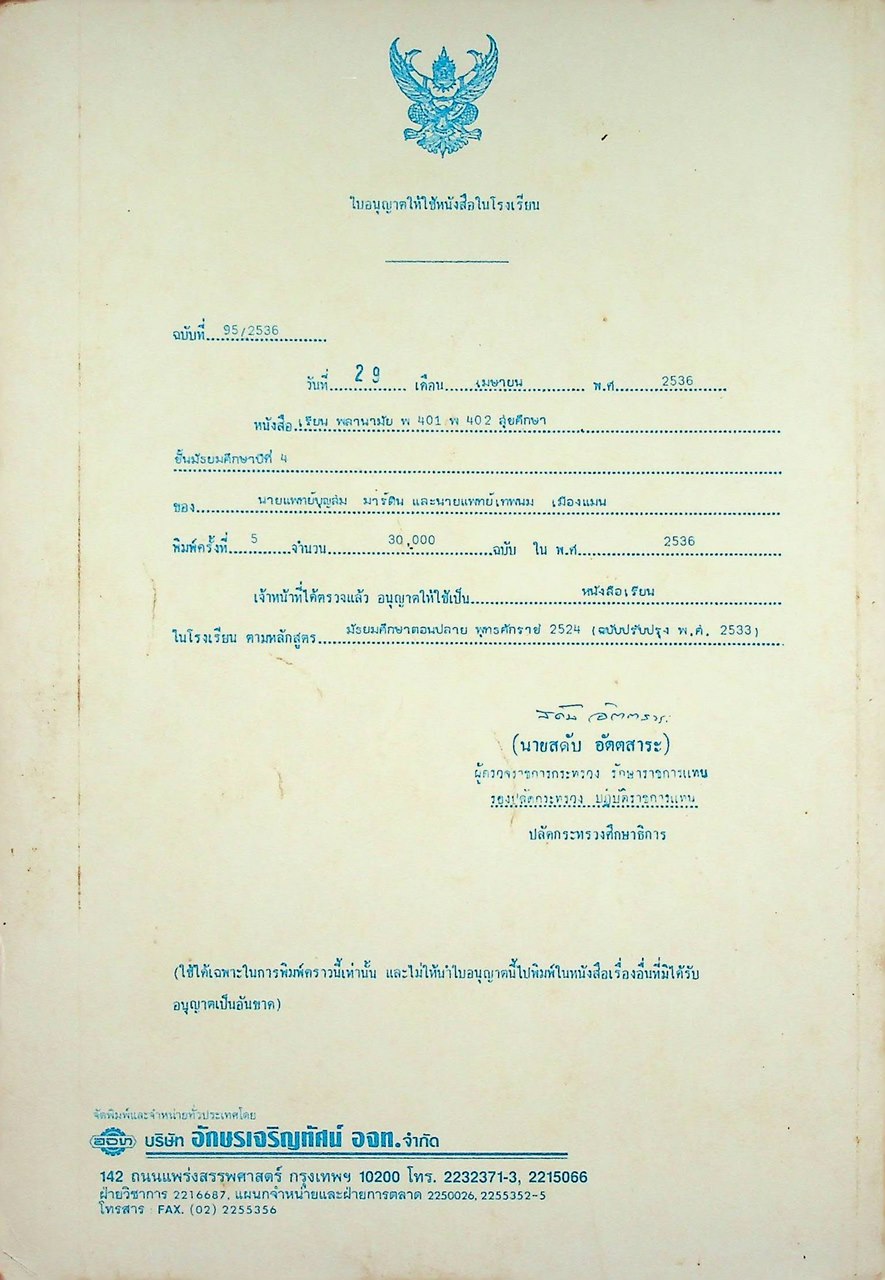 ใบอนุญาตให้ใช้หนังสือในโรงเรียน
ฉบับที่ 95/2536
วันที่ 29 เดือน เมษายน พ.ศ. 2536
หนังสือ เรียน พลานามัย พ 401 พ 402 สุขศึกษา
ชั้นมัธยมศึกษาปีที่ 4
ของ นายแพทย์บุญสม มาร์ติน และนายแพทย์เทพนม เมืองแมน
พิมพ์ครั้งที่ 5 จำนวน 30,000 ฉบับ ใน พ.ศ. 2536
เจ้าหน้าที่ได้ตรวจแล้ว อนุญาตให้ใช้เป็น หนังสือเรียน
ในโรงเรียน ตามหลักสูตร มัธยมศึกษาตอนปลาย พุทธศักราช 2524 (ฉบับปรับปรุง พ.ศ. 2533)
สดับ อัตตสาระ
(นายสดับ อัตตสาระ)
ผู้ตรวจราชการกระทรวง รักษาราชการแทน
รองปลัดกระทรวง ปฏิบัติราชการแทน
ปลัดกระทรวงศึกษาธิการ
(ใช้ได้เฉพาะในการพิมพ์คราวนี้เท่านั้น และไม่ให้นำใบอนุญาตนี้ไปพิมพ์ในหนังสือเรื่องอื่นที่มิได้รับ
อนุญาตเป็นอันขาด)
จัดพิมพ์และจำหน่ายทั่วประเทศโดย
อจท บริษัท อักษรเจริญทัศน์ อจท. จำกัด
142 ถนนแพร่งสรรพศาสตร์ กรุงเทพฯ 10200 โทร. 2232371-3, 2215066
ฝ่ายวิชาการ 2216687, แผนกจำหน่ายและฝ่ายการตลาด 2250026, 2255352-5
โทรสาร FAX. (02) 2255356